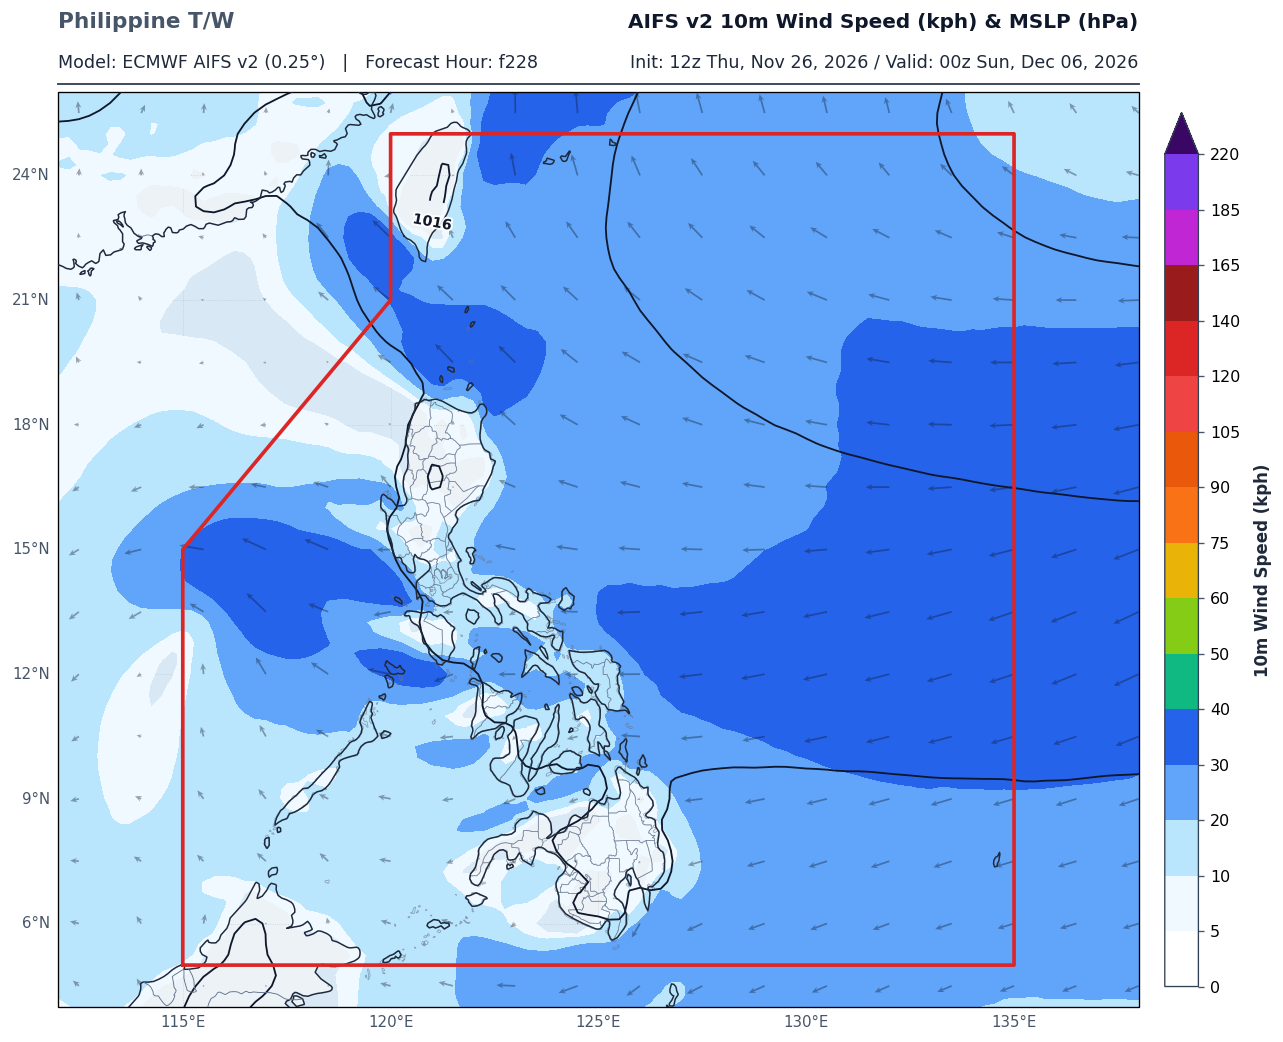 Philippine T/W
AIFS v2 10m Wind Speed (kph) & MSLP (hPa)
Model: ECMWF AIFS v2 (0.25°) | Forecast Hour: f228
Init: 12z Thu, Nov 26, 2026 / Valid: 00z Sun, Dec 06, 2026
24°N
21°N
18°N
15°N
12°N
9°N
6°N
115°E
120°E
125°E
130°E
135°E
1016
220
185
165
140
120
105
90
75
60
50
40
30
20
10
5
0
10m Wind Speed (kph)